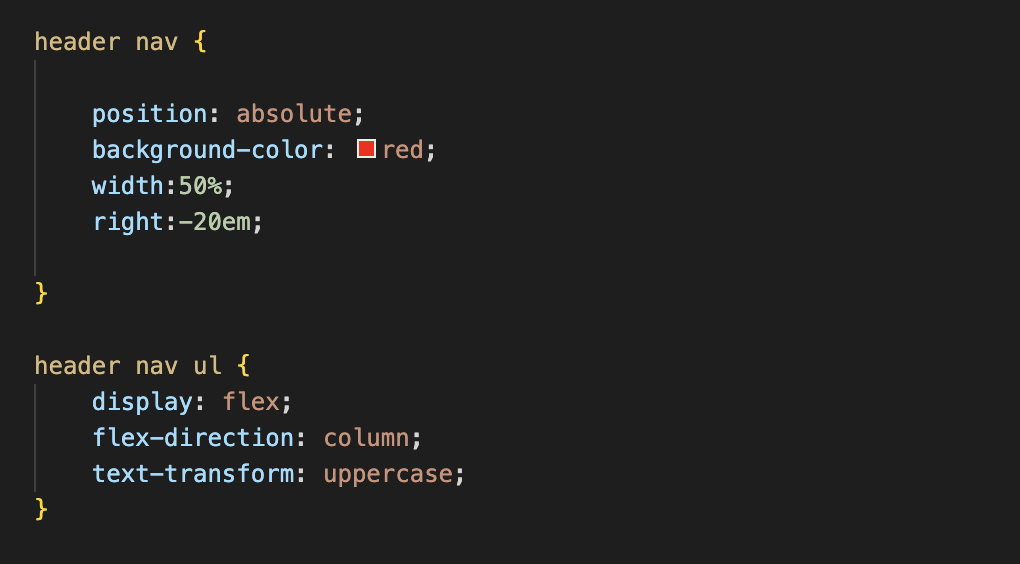 header nav {
position: absolute;
background-color: red;
width:50%;
right:-20em;
}
header nav ul {
display: flex;
flex-direction: column;
text-transform: uppercase;
}